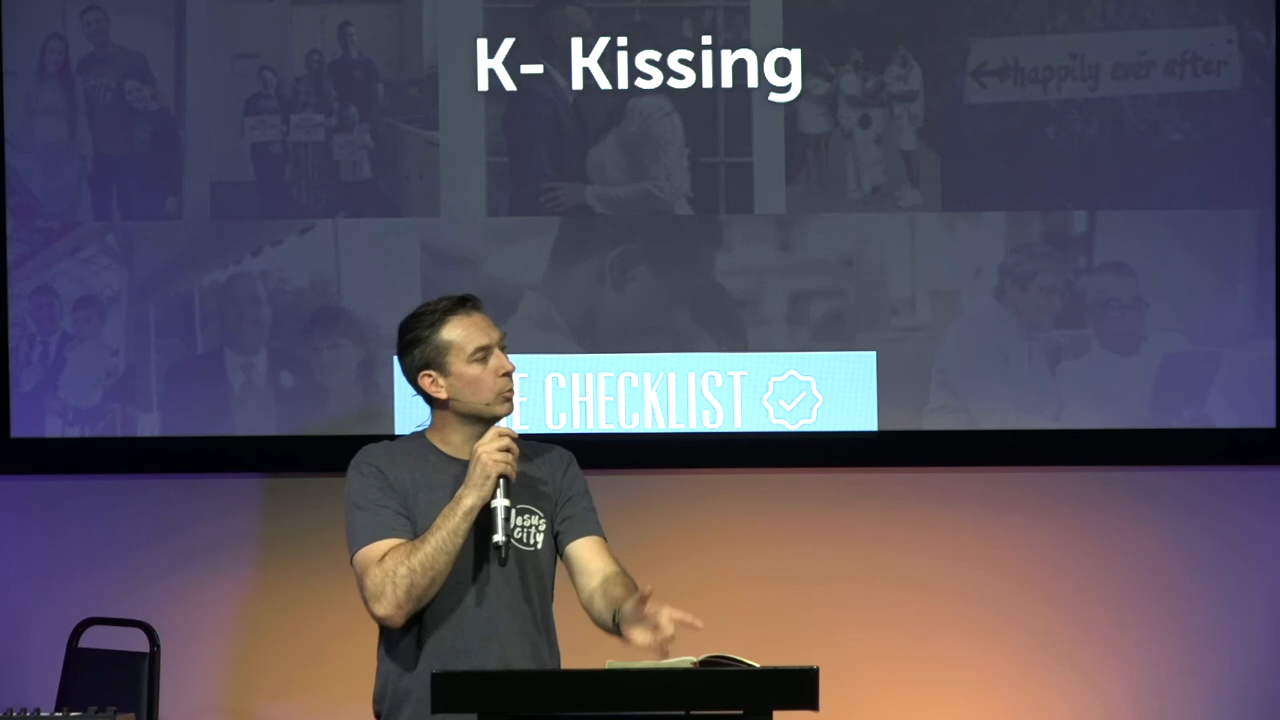 K- Kissing
←#happily ever after
E CHECKLIST
Jesus
city